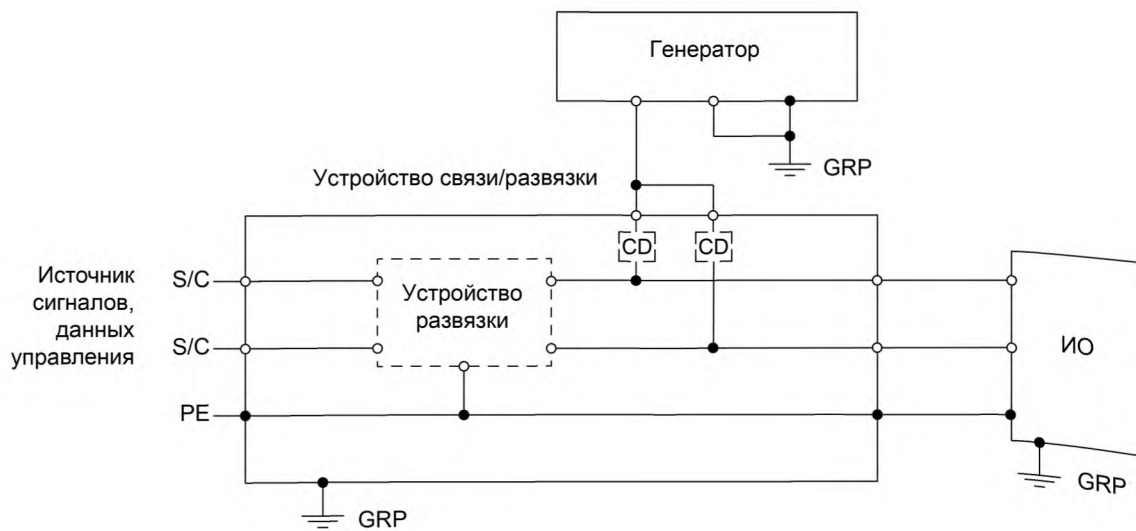 Генератор
GRP
Устройство связи/развязки
CD
CD
Источник
сигналов,
данных
управления
S/C
S/C
PE
Устройство
развязки
ИО
GRP
GRP